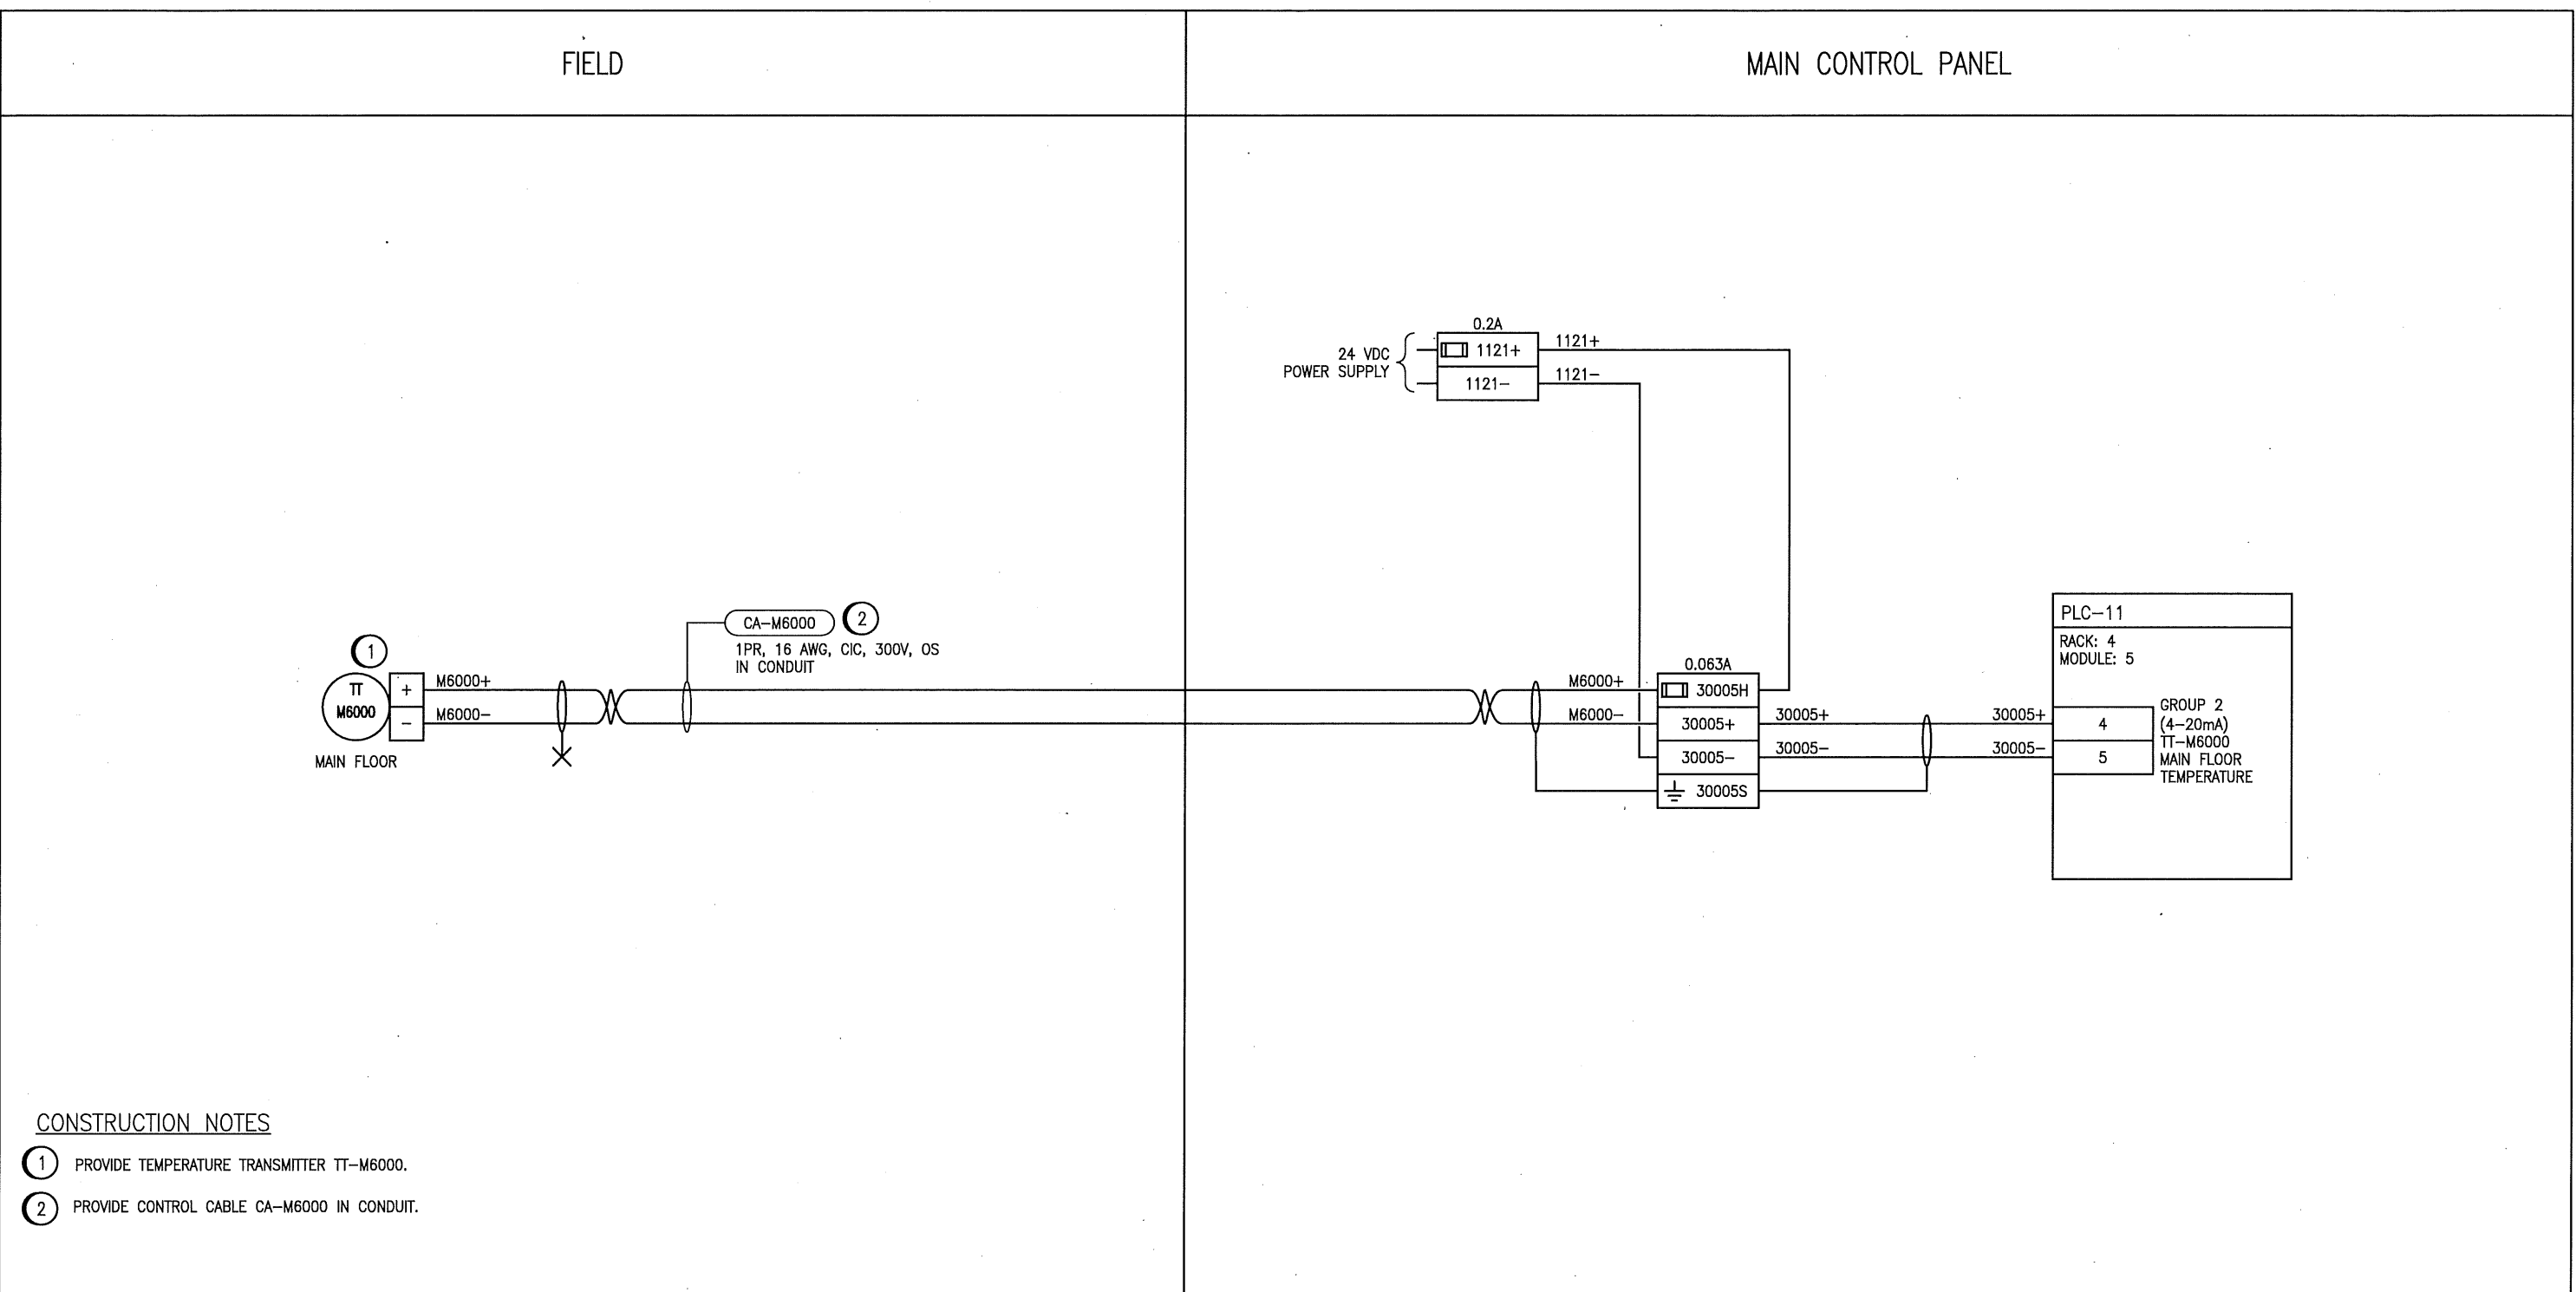 FIELD
MAIN CONTROL PANEL
0.2A
24 VDC
POWER SUPPLY
1121+
1121+
1121-
1121-
CA-M6000
2
1PR, 16 AWG, CIC, 300V, OS
IN CONDUIT
1
TT
M6000
+
-
M6000+
M6000-
MAIN FLOOR
M6000+
M6000-
0.063A
30005H
30005+
30005-
30005S
30005+
30005-
30005+
30005-
PLC-11
RACK: 4
MODULE: 5
4
5
GROUP 2
(4-20mA)
TT-M6000
MAIN FLOOR
TEMPERATURE
CONSTRUCTION NOTES
1 PROVIDE TEMPERATURE TRANSMITTER TT-M6000.
2 PROVIDE CONTROL CABLE CA-M6000 IN CONDUIT.